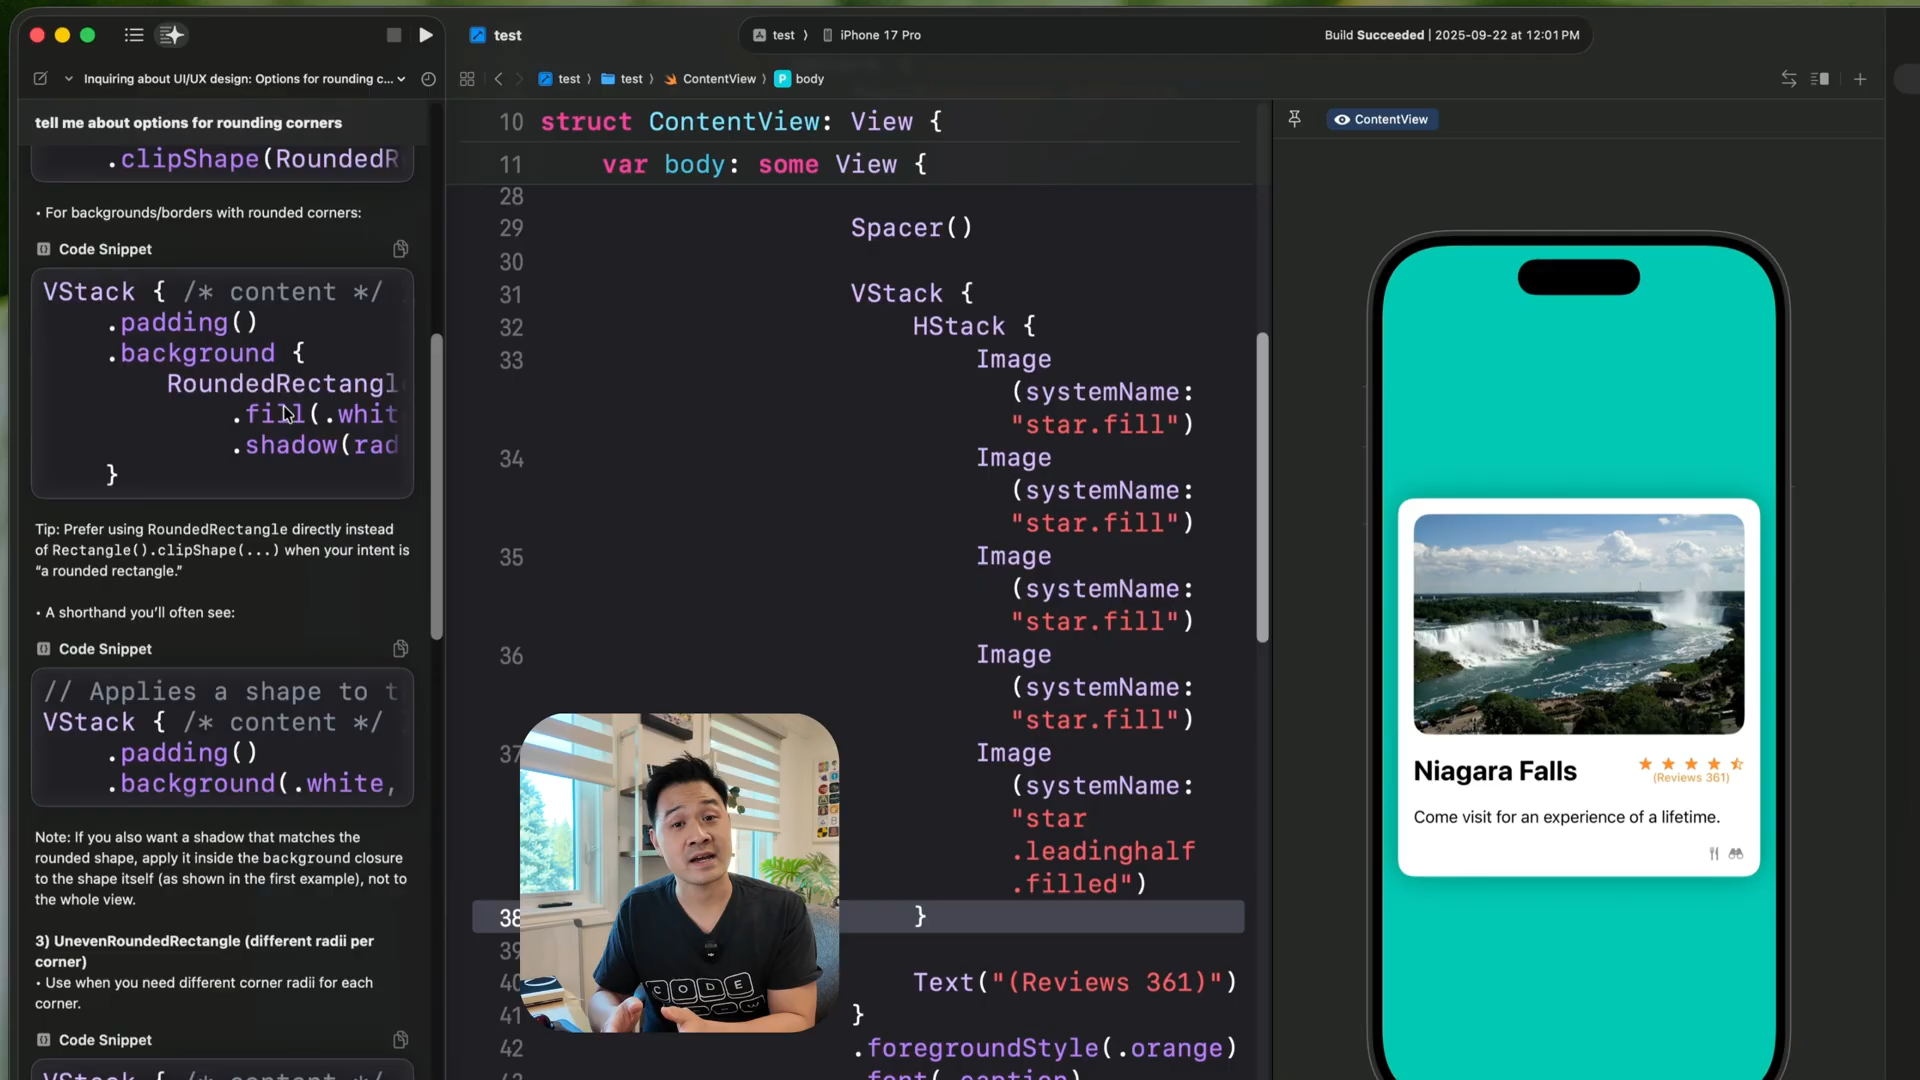 test
test 〉 iPhone 17 Pro
Build Succeeded | 2025-09-22 at 12:01 PM
Inquiring about UI/UX design: Options for rounding c...
test 〉 test 〉 ContentView 〉 P body
tell me about options for rounding corners
.clipShape(RoundedR
• For backgrounds/borders with rounded corners:
Code Snippet
VStack { /* content */
.padding()
.background {
RoundedRectangl
.fill(.whit
.shadow(rad
}
Tip: Prefer using RoundedRectangle directly instead
of Rectangle().clipShape(...) when your intent is
“a rounded rectangle.”
• A shorthand you’ll often see:
Code Snippet
// Applies a shape to t
VStack { /* content */
.padding()
.background(.white,
Note: If you also want a shadow that matches the
rounded shape, apply it inside the background closure
to the shape itself (as shown in the first example), not to
the whole view.
3) UnevenRoundedRectangle (different radii per
corner)
• Use when you need different corner radii for each
corner.
Code Snippet
VStack { /* content */
10 struct ContentView: View {
11 var body: some View {
28
29 Spacer()
30
31 VStack {
32 HStack {
33 Image
(systemName:
"star.fill")
34 Image
(systemName:
"star.fill")
35 Image
(systemName:
"star.fill")
36 Image
(systemName:
"star.fill")
37 Image
(systemName:
"star
.leadinghalf
.filled")
38 }
39
40 Text("(Reviews 361)")
41 }
42 .foregroundStyle(.orange)
43 .font(.caption)
CODE
ContentView
Niagara Falls
(Reviews 361)
Come visit for an experience of a lifetime.